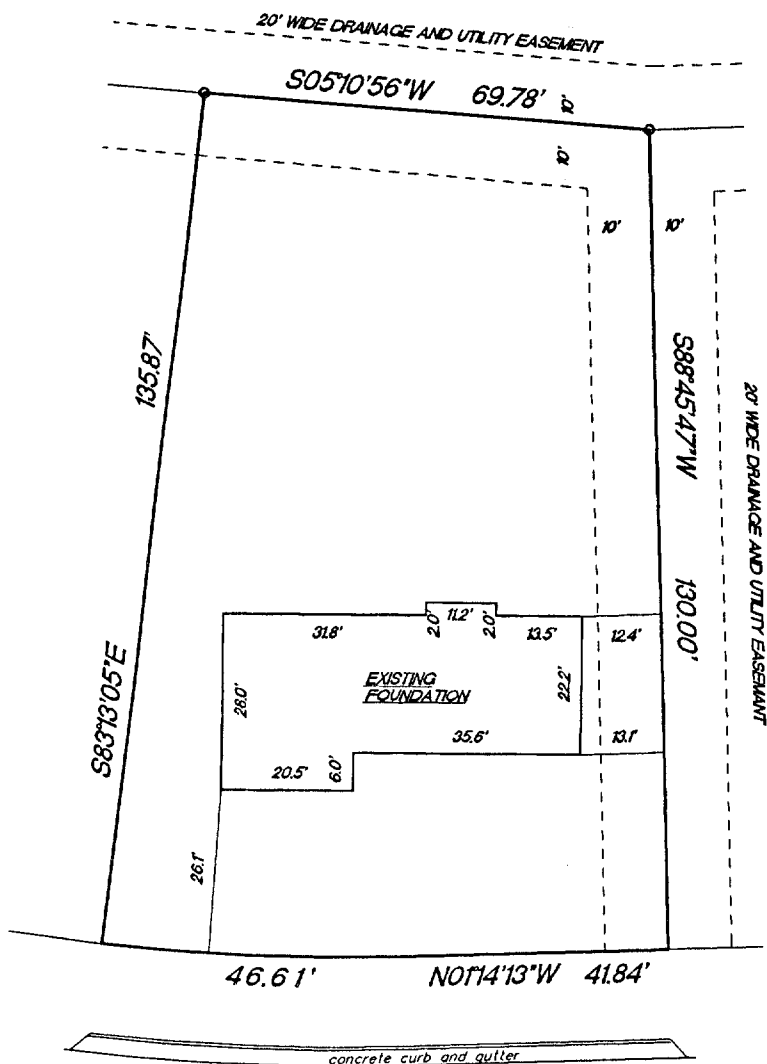 20' WIDE DRAINAGE AND UTILITY EASEMENT
S05°10'56"W 69.78'
10'
10'
10' 10'
135.87'
S83°13'05"E
S88°45'47"W 130.00'
20' WIDE DRAINAGE AND UTILITY EASEMANT
31.8' 2.0' 11.2' 2.0' 13.5' 12.4'
EXISTING
FOUNDATION
28.0' 22.2'
35.6' 13.1'
20.5' 6.0'
26.1'
46.61' N01°14'13"W 41.84'
concrete curb and gutter